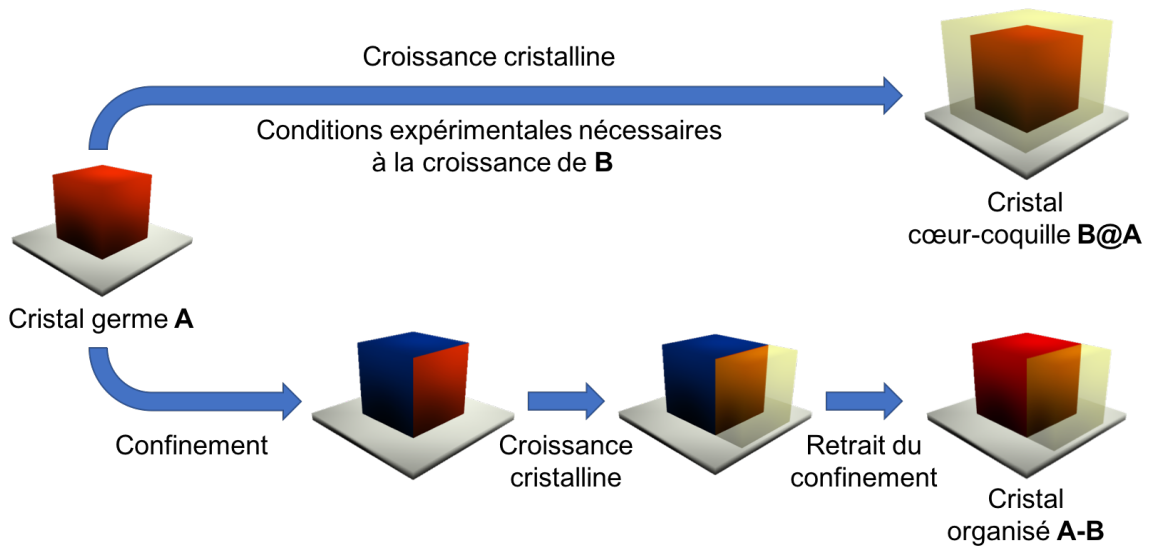 Croissance cristalline
Conditions expérimentales nécessaires
à la croissance de B
Cristal
cœur-coquille B@A
Cristal germe A
Confinement
Croissance
cristalline
Retrait du
confinement
Cristal
organisé A-B